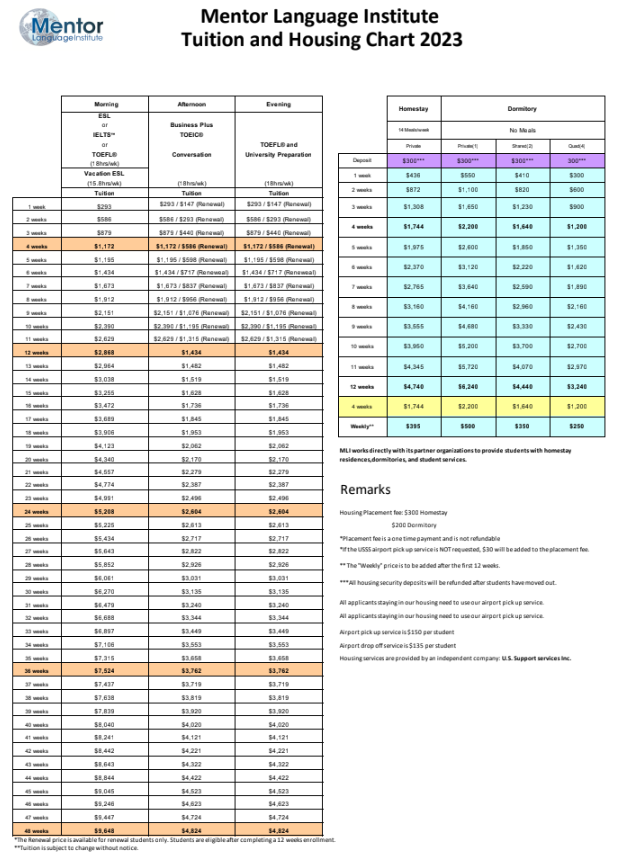 Mentor
LanguageInstitute
Mentor Language Institute
Tuition and Housing Chart 2023
Morning Afternoon Evening
ESL
or
IELTS™
or
TOEFL®
(18hrs/wk)
Business Plus
TOEIC®
Conversation
TOEFL® and
University Preparation
Vacation ESL
(15.8hrs/wk) (18hrs/wk) (18hrs/wk)
Tuition Tuition Tuition
1 week $293 $293 / $147 (Renewal) $293 / $147 (Renewal)
2 weeks $586 $586 / $293 (Renewal) $586 / $293 (Renewal)
3 weeks $879 $879 / $440 (Renewal) $879 / $440 (Renewal)
4 weeks $1,172 $1,172 / $586 (Renewal) $1,172 / $586 (Renewal)
5 weeks $1,195 $1,195 / $598 (Renewal) $1,195 / $598 (Renewal)
6 weeks $1,434 $1,434 / $717 (Renewal) $1,434 / $717 (Renewal)
7 weeks $1,673 $1,673 / $837 (Renewal) $1,673 / $837 (Renewal)
8 weeks $1,912 $1,912 / $956 (Renewal) $1,912 / $956 (Renewal)
9 weeks $2,151 $2,151 / $1,076 (Renewal) $2,151 / $1,076 (Renewal)
10 weeks $2,390 $2,390 / $1,195 (Renewal) $2,390 / $1,195 (Renewal)
11 weeks $2,629 $2,629 / $1,315 (Renewal) $2,629 / $1,315 (Renewal)
12 weeks $2,868 $1,434 $1,434
13 weeks $2,964 $1,482 $1,482
14 weeks $3,038 $1,519 $1,519
15 weeks $3,255 $1,628 $1,628
16 weeks $3,472 $1,736 $1,736
17 weeks $3,689 $1,845 $1,845
18 weeks $3,906 $1,953 $1,953
19 weeks $4,123 $2,062 $2,062
20 weeks $4,340 $2,170 $2,170
21 weeks $4,557 $2,279 $2,279
22 weeks $4,774 $2,387 $2,387
23 weeks $4,991 $2,496 $2,496
24 weeks $5,208 $2,604 $2,604
25 weeks $5,225 $2,613 $2,613
26 weeks $5,434 $2,717 $2,717
27 weeks $5,643 $2,822 $2,822
28 weeks $5,852 $2,926 $2,926
29 weeks $6,061 $3,031 $3,031
30 weeks $6,270 $3,135 $3,135
31 weeks $6,479 $3,240 $3,240
32 weeks $6,688 $3,344 $3,344
33 weeks $6,897 $3,449 $3,449
34 weeks $7,106 $3,553 $3,553
35 weeks $7,315 $3,658 $3,658
36 weeks $7,524 $3,762 $3,762
37 weeks $7,437 $3,719 $3,719
38 weeks $7,638 $3,819 $3,819
39 weeks $7,839 $3,920 $3,920
40 weeks $8,040 $4,020 $4,020
41 weeks $8,241 $4,121 $4,121
42 weeks $8,442 $4,221 $4,221
43 weeks $8,643 $4,322 $4,322
44 weeks $8,844 $4,422 $4,422
45 weeks $9,045 $4,523 $4,523
46 weeks $9,246 $4,623 $4,623
47 weeks $9,447 $4,724 $4,724
48 weeks $9,648 $4,824 $4,824
*The Renewal price is available for renewal students only. Students are eligible after completing a 12 weeks enrollment.
**Tuition is subject to change without notice.
Homestay Dormitory
14 Meals/week No Meals
Private Private(1) Shared(2) Quad(4)
Deposit $300*** $300*** $300*** 300***
1 week $436 $550 $410 $300
2 weeks $872 $1,100 $820 $600
3 weeks $1,308 $1,650 $1,230 $900
4 weeks $1,744 $2,200 $1,640 $1,200
5 weeks $1,975 $2,600 $1,850 $1,350
6 weeks $2,370 $3,120 $2,220 $1,620
7 weeks $2,765 $3,640 $2,590 $1,890
8 weeks $3,160 $4,160 $2,960 $2,160
9 weeks $3,555 $4,680 $3,330 $2,430
10 weeks $3,950 $5,200 $3,700 $2,700
11 weeks $4,345 $5,720 $4,070 $2,970
12 weeks $4,740 $6,240 $4,440 $3,240
4 weeks $1,744 $2,200 $1,640 $1,200
Weekly** $395 $500 $350 $250
MLI works directly with its partner organizations to provide students with homestay
residences,dormitories, and student services.
Remarks
Housing Placement fee: $300 Homestay
$200 Dormitory
*Placement fee is a one time payment and is not refundable
*If the USSS airport pick up service is NOT requested, $30 will be added to the placement fee.
** The "Weekly" price is to be added after the first 12 weeks.
***All housing security deposits will be refunded after students have moved out.
All applicants staying in our housing need to use our airport pick up service.
All applicants staying in our housing need to use our airport pick up service.
Airport pick up service is $150 per student
Airport drop off service is $135 per student
Housing services are provided by an independent company: U.S. Support services Inc.